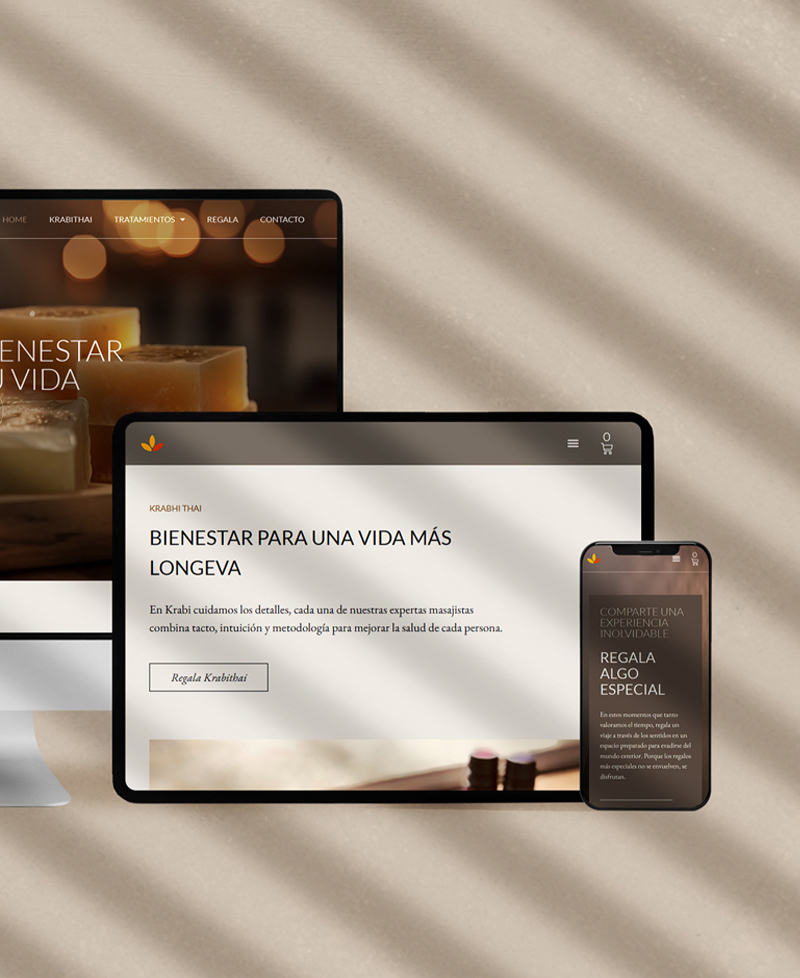 HOME KRABITHAI TRATAMIENTOS REGALA CONTACTO
ENESTAR
VIDA
0
KRABHI THAI
BIENESTAR PARA UNA VIDA MÁS
LONGEVA
En Krabi cuidamos los detalles, cada una de nuestras expertas masajistas
combina tacto, intuición y metodología para mejorar la salud de cada persona.
Regala Krabithai
0
COMPARTE UNA
EXPERIENCIA
INOLVIDABLE
REGALA
ALGO
ESPECIAL
En estos momentos que tanto
valoramos el tiempo, regala un
viaje a través de los sentidos en un
espacio preparado para evadirse del
mundo exterior. Porque los regalos
más especiales no se envuelven, se
disfrutan.